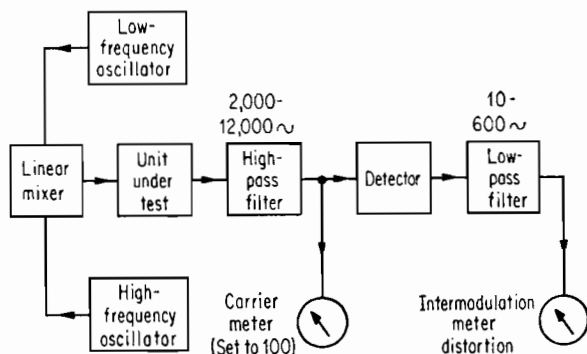 Low-
frequency
oscillator
2,000-
12,000~
10-
600~
Linear
mixer
Unit
under
test
High-
pass
filter
Detector
Low-
pass
filter
High-
frequency
oscillator
Carrier
meter
(Set to 100)
Intermodulation
meter
distortion